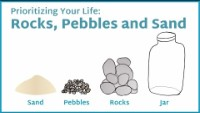 Prioritizing Your Life:
Rocks, Pebbles and Sand
Sand Pebbles Rocks Jar